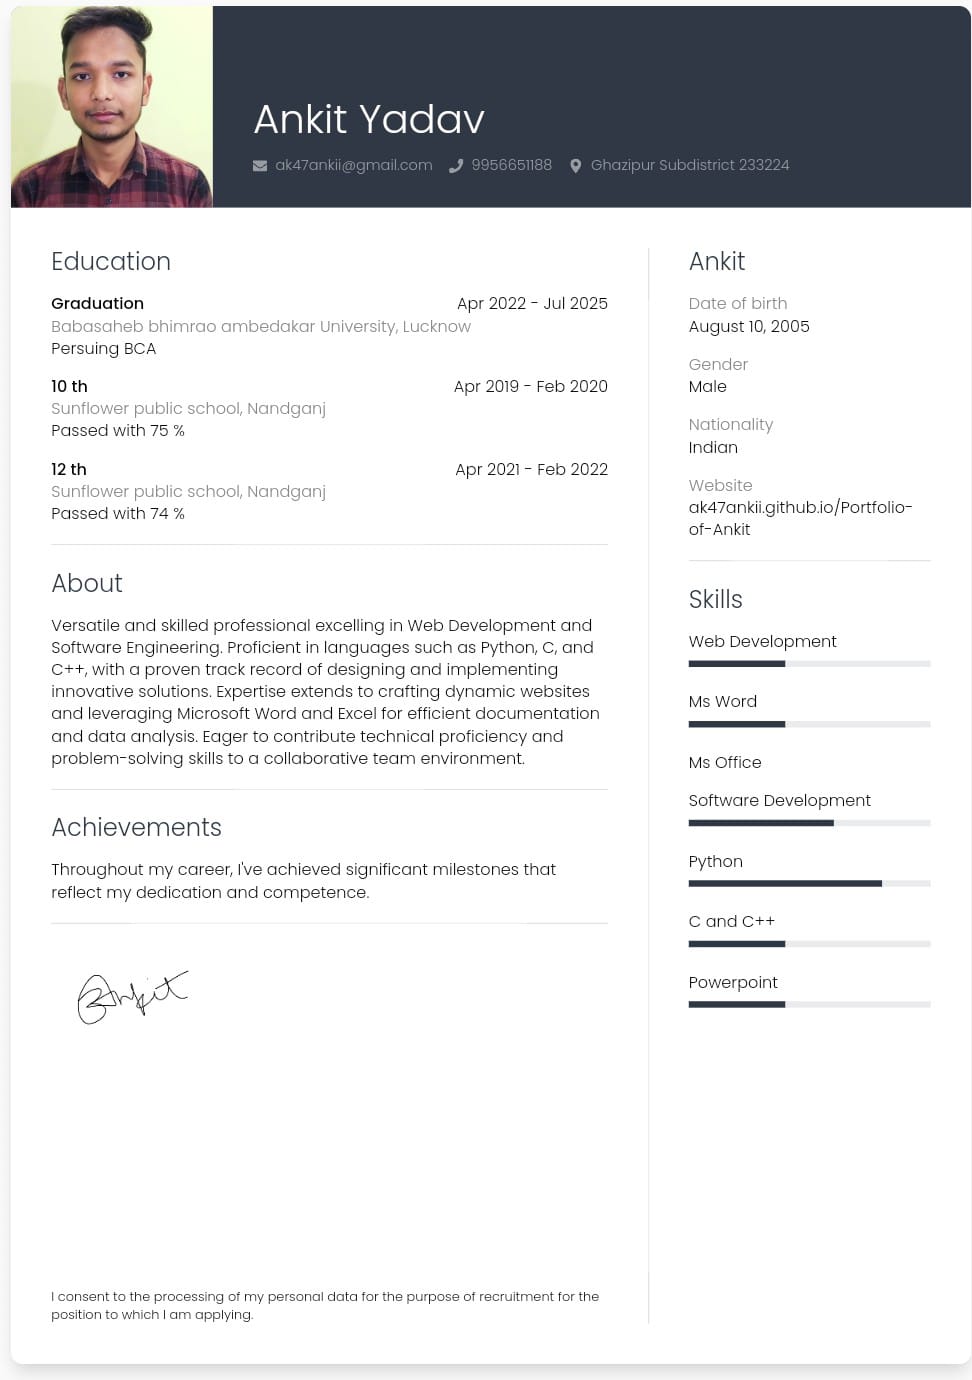 Ankit Yadav
ak47ankii@gmail.com 9956651188 Ghazipur Subdistrict 233224
Education
Graduation Apr 2022 - Jul 2025
Babasaheb bhimrao ambedakar University, Lucknow
Persuing BCA
10 th Apr 2019 - Feb 2020
Sunflower public school, Nandganj
Passed with 75 %
12 th Apr 2021 - Feb 2022
Sunflower public school, Nandganj
Passed with 74 %
About
Versatile and skilled professional excelling in Web Development and
Software Engineering. Proficient in languages such as Python, C, and
C++, with a proven track record of designing and implementing
innovative solutions. Expertise extends to crafting dynamic websites
and leveraging Microsoft Word and Excel for efficient documentation
and data analysis. Eager to contribute technical proficiency and
problem-solving skills to a collaborative team environment.
Achievements
Throughout my career, I've achieved significant milestones that
reflect my dedication and competence.
Ankit
I consent to the processing of my personal data for the purpose of recruitment for the
position to which I am applying.
Ankit
Date of birth
August 10, 2005
Gender
Male
Nationality
Indian
Website
ak47ankii.github.io/Portfolio-
of-Ankit
Skills
Web Development
Ms Word
Ms Office
Software Development
Python
C and C++
Powerpoint